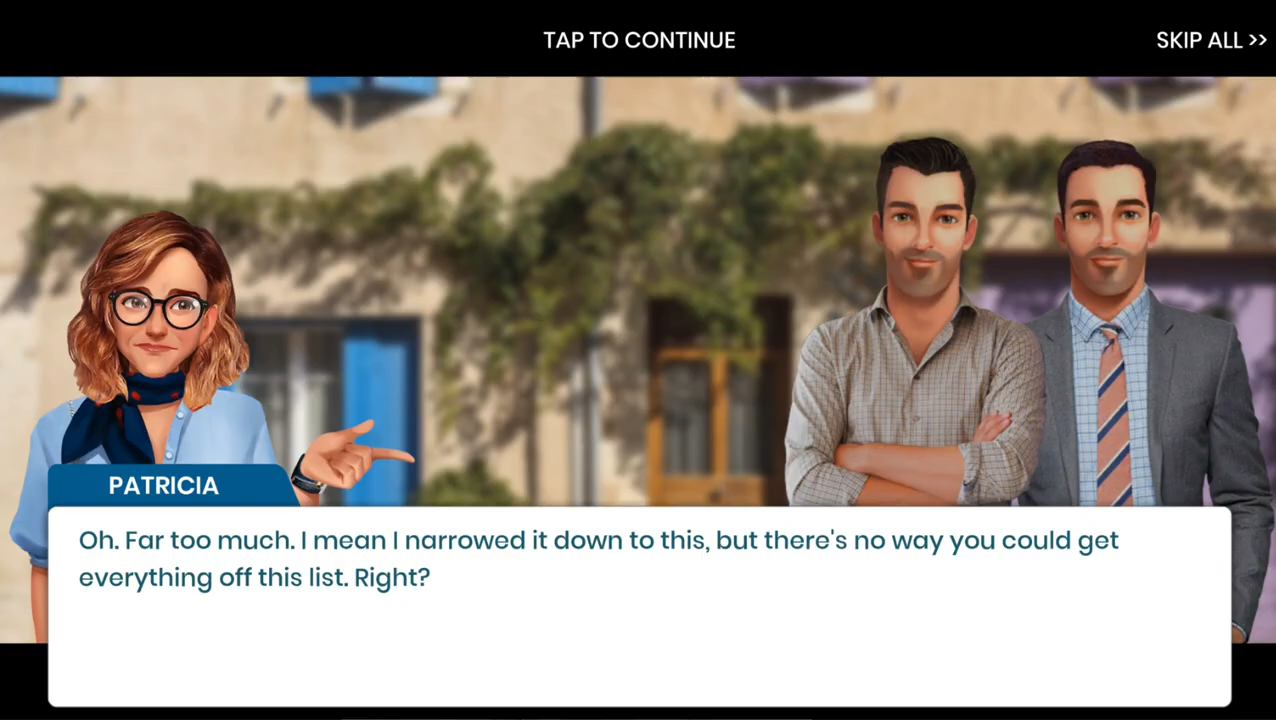 TAP TO CONTINUE
SKIP ALL >>
PATRICIA
Oh. Far too much. I mean I narrowed it down to this, but there's no way you could get
everything off this list. Right?